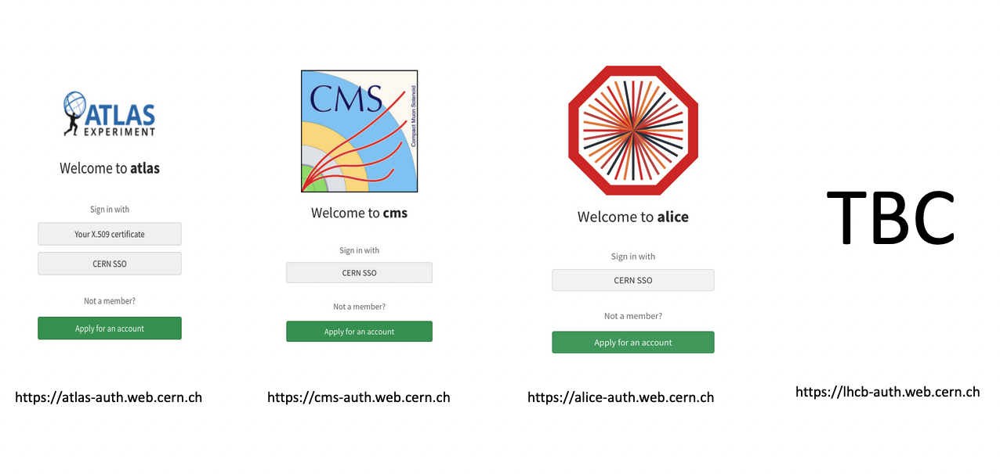 ATLAS
EXPERIMENT
Welcome to atlas
Sign in with
Your X.509 certificate
CERN SSO
Not a member?
Apply for an account
https://atlas-auth.web.cern.ch
CMS
Compact Muon Solenoid
Welcome to cms
Sign in with
CERN SSO
Not a member?
Apply for an account
https://cms-auth.web.cern.ch
Welcome to alice
Sign in with
CERN SSO
Not a member?
Apply for an account
https://alice-auth.web.cern.ch
TBC
https://lhcb-auth.web.cern.ch